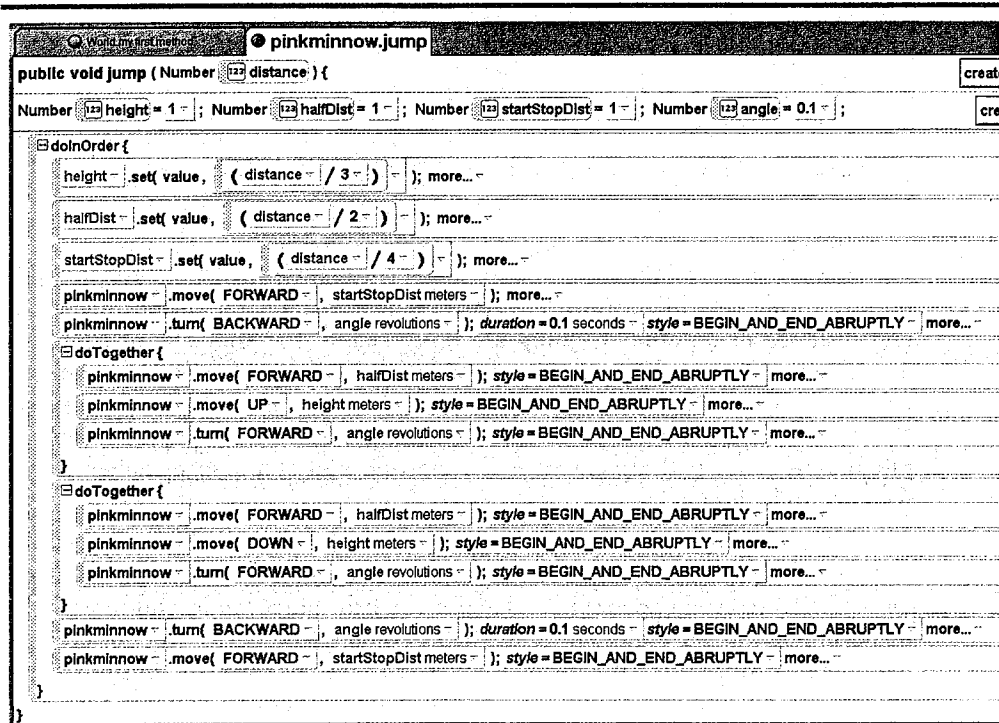 World.my first method pinkminnow.jump
public void jump ( Number 123 distance ) {
creat
Number 123 height = 1 ; Number 123 halfDist = 1 ; Number 123 startStopDist = 1 ; Number 123 angle = 0.1 ;
cre
doInOrder {
height .set( value, ( distance / 3 ) ); more...
halfDist .set( value, ( distance / 2 ) ); more...
startStopDist .set( value, ( distance / 4 ) ); more...
pinkminnow .move( FORWARD , startStopDist meters ); more...
pinkminnow .turn( BACKWARD , angle revolutions ); duration = 0.1 seconds style = BEGIN_AND_END_ABRUPTLY more...
doTogether {
pinkminnow .move( FORWARD , halfDist meters ); style = BEGIN_AND_END_ABRUPTLY more...
pinkminnow .move( UP , height meters ); style = BEGIN_AND_END_ABRUPTLY more...
pinkminnow .turn( FORWARD , angle revolutions ); style = BEGIN_AND_END_ABRUPTLY more...
}
doTogether {
pinkminnow .move( FORWARD , halfDist meters ); style = BEGIN_AND_END_ABRUPTLY more...
pinkminnow .move( DOWN , height meters ); style = BEGIN_AND_END_ABRUPTLY more...
pinkminnow .turn( FORWARD , angle revolutions ); style = BEGIN_AND_END_ABRUPTLY more...
}
pinkminnow .turn( BACKWARD , angle revolutions ); duration = 0.1 seconds style = BEGIN_AND_END_ABRUPTLY more...
pinkminnow .move( FORWARD , startStopDist meters ); style = BEGIN_AND_END_ABRUPTLY more...
}
}